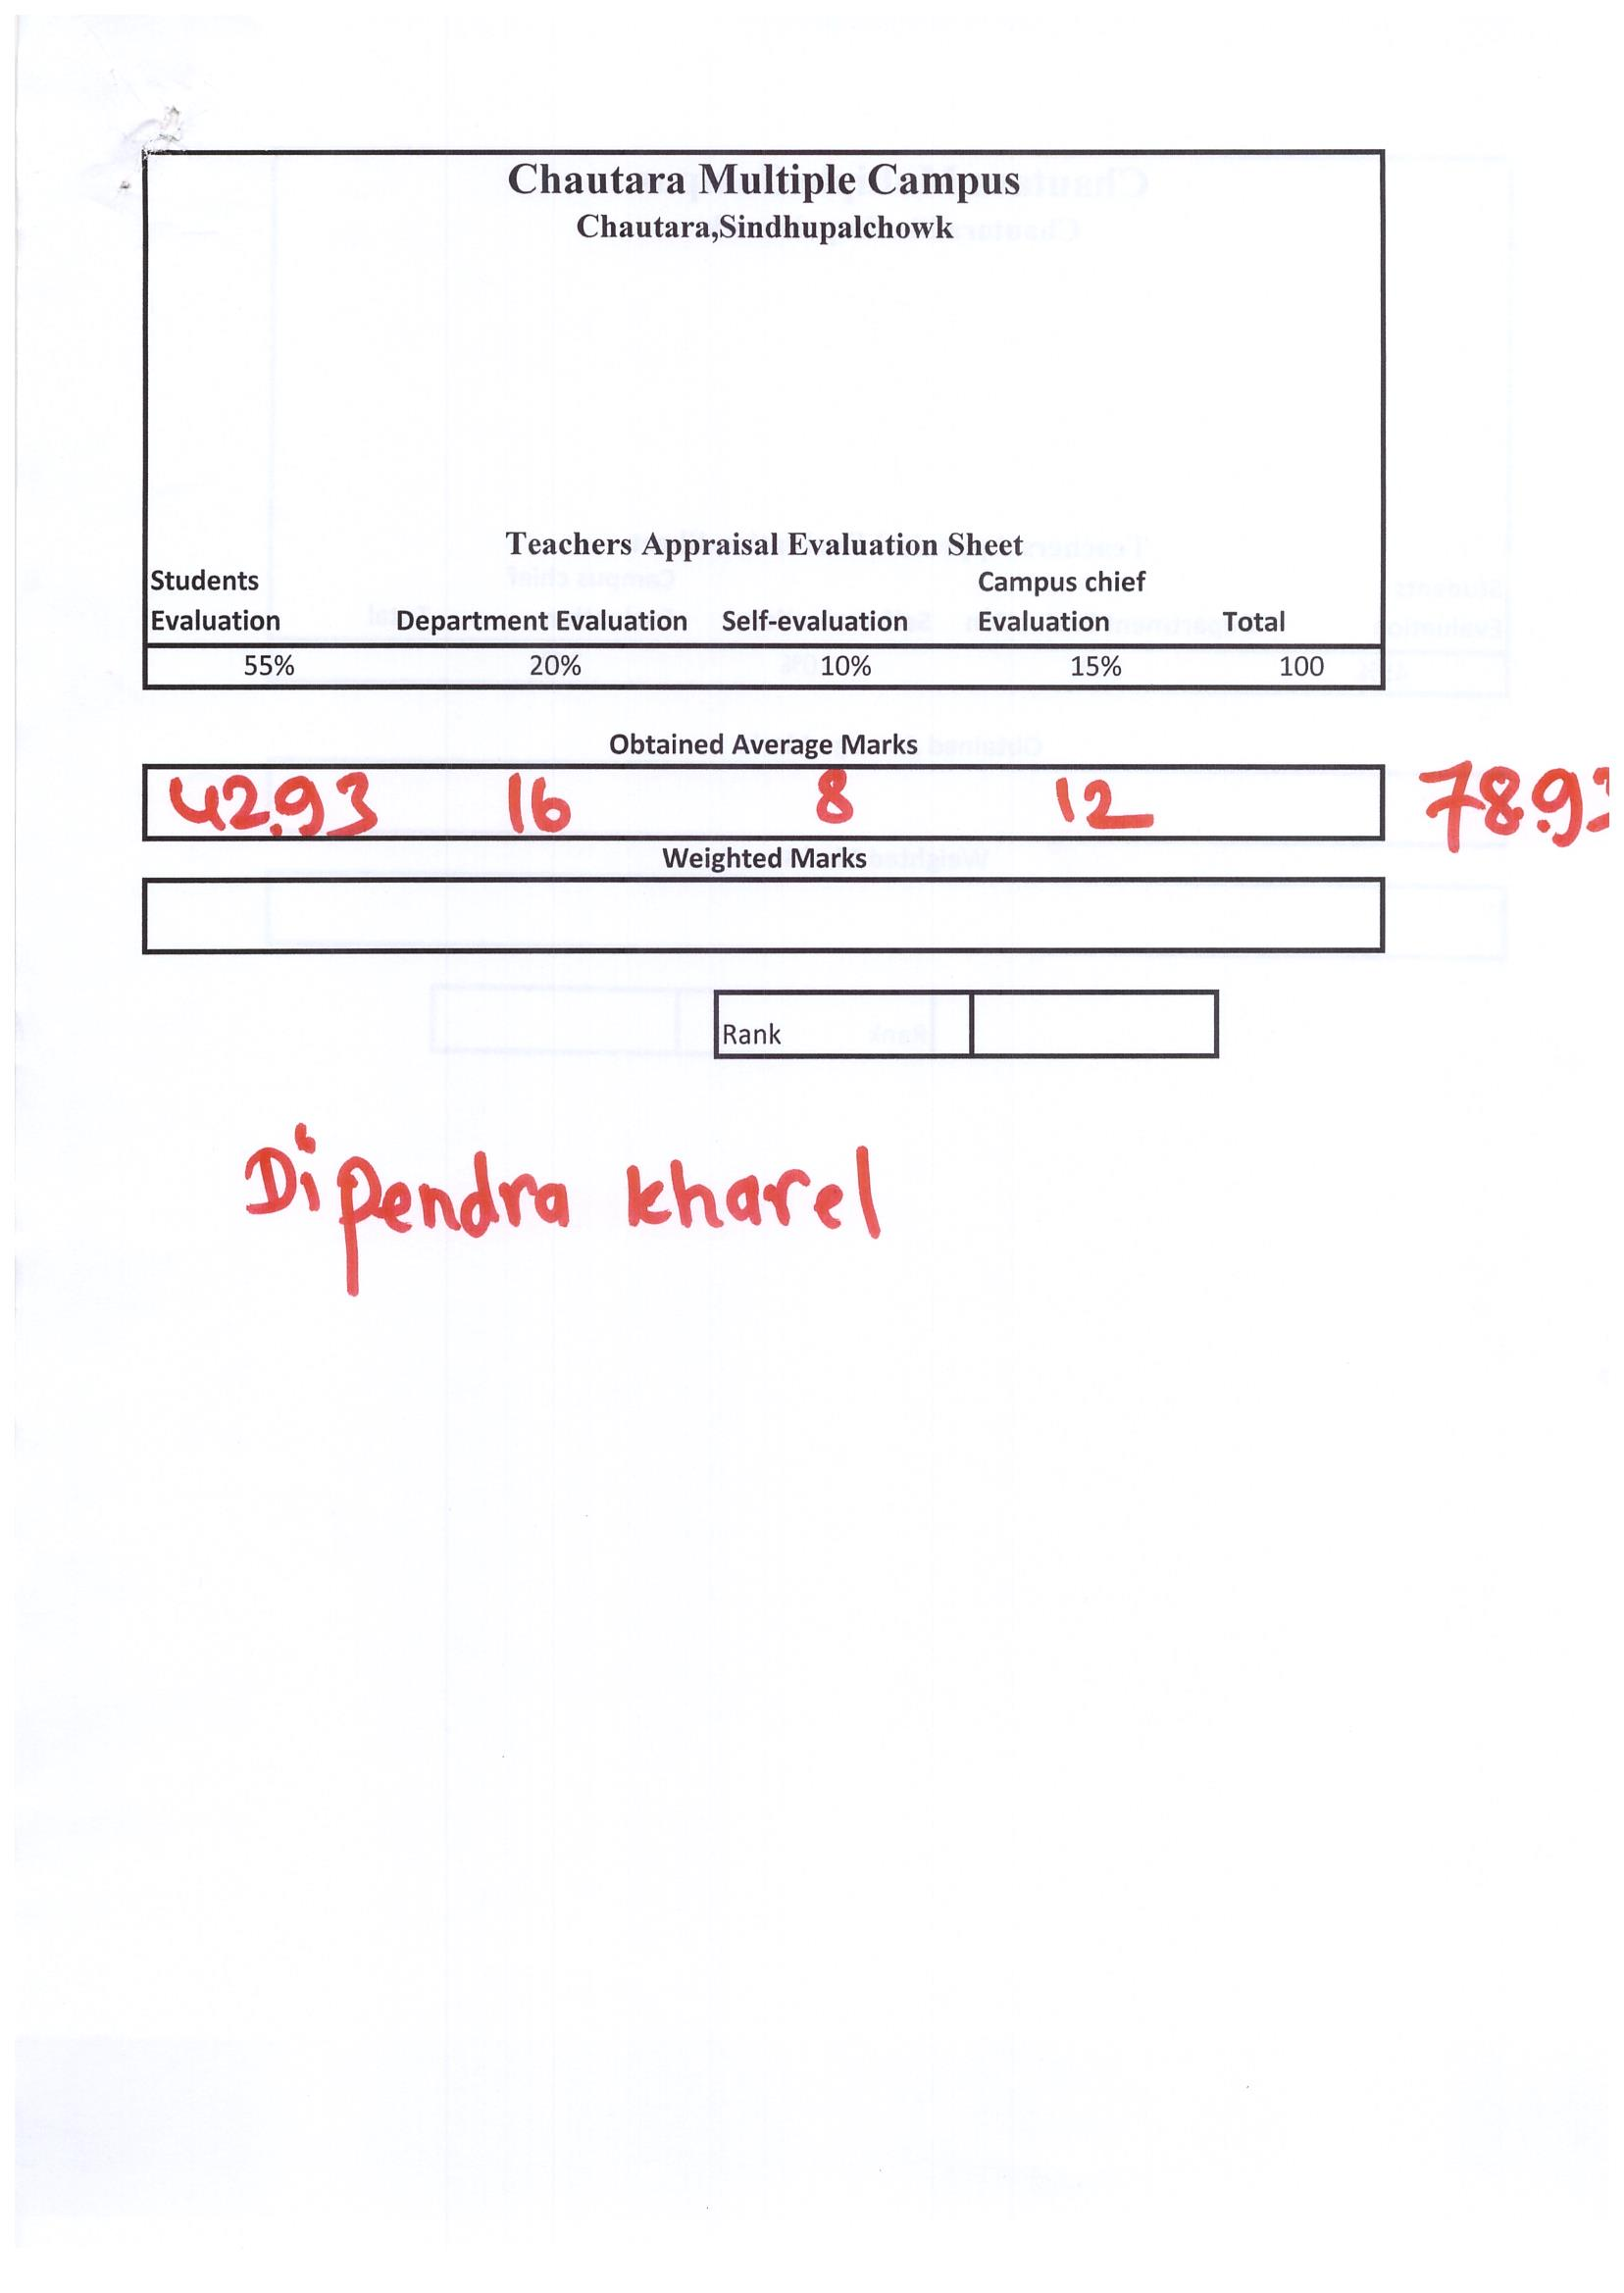 Chautara Multiple Campus
Chautara,Sindhupalchowk
Teachers Appraisal Evaluation Sheet
Students Evaluation Department Evaluation Self-evaluation Campus chief Evaluation Total
55% 20% 10% 15% 100
Obtained Average Marks
42.93 16 8 12 78.93
Weighted Marks
Rank
Dipendra kharel